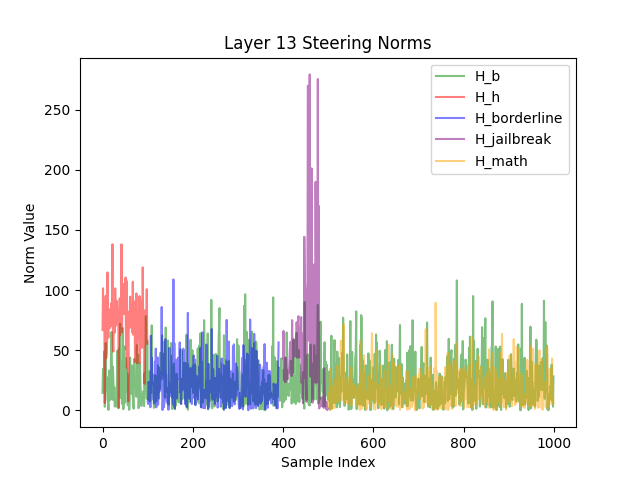 Layer 13 Steering Norms
H_b
H_h
H_borderline
H_jailbreak
H_math
Norm Value
250
200
150
100
50
0
0 200 400 600 800 1000
Sample Index